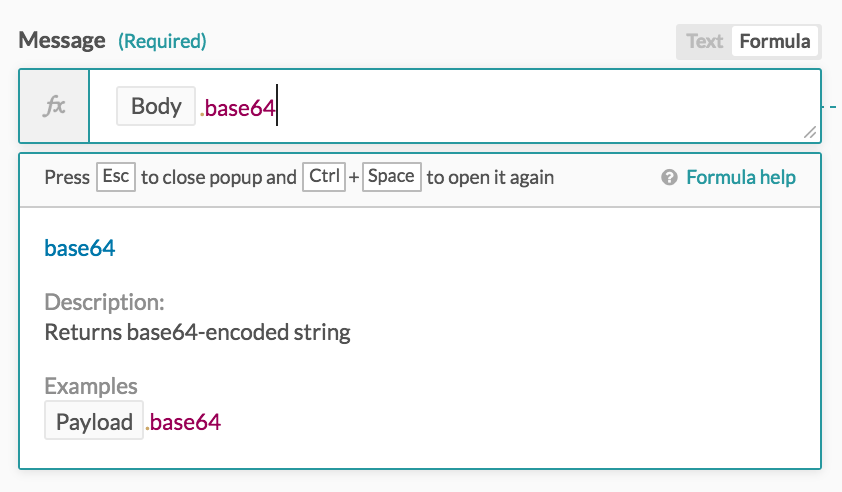 Message (Required) Text Formula
fx Body .base64
Press Esc to close popup and Ctrl + Space to open it again ? Formula help
base64
Description:
Returns base64-encoded string
Examples
Payload .base64